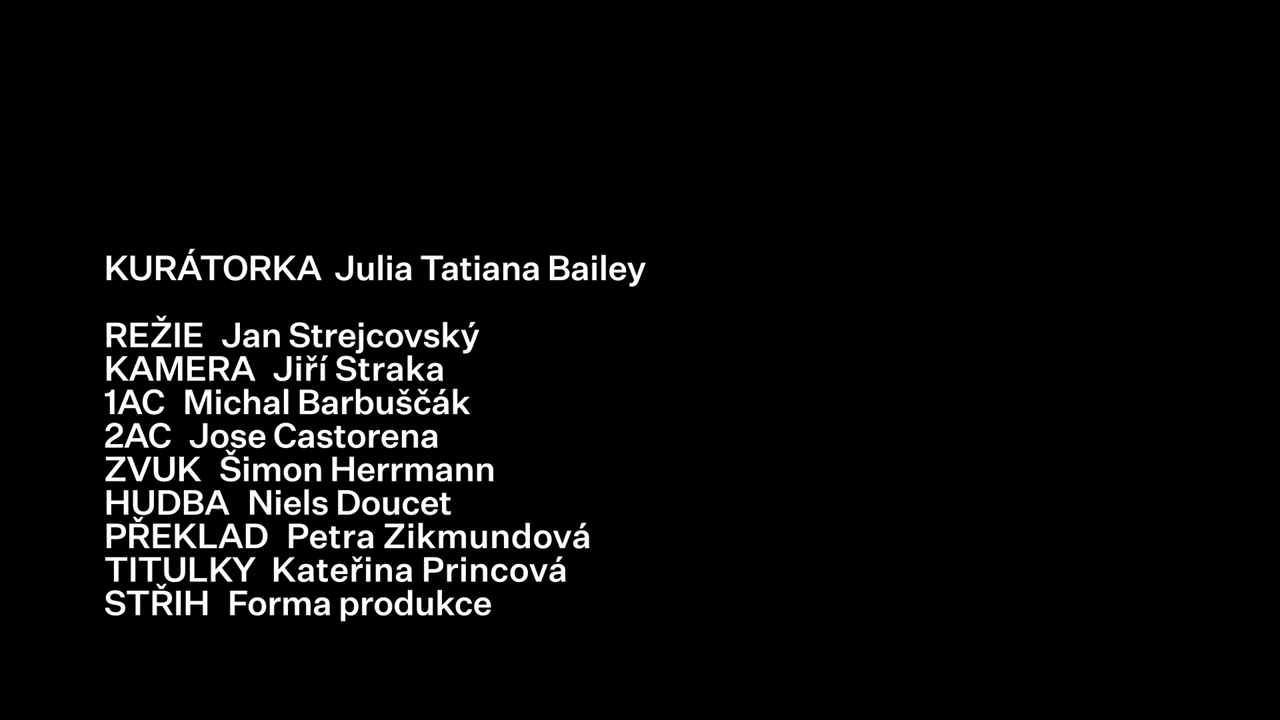 KURÁTORKA Julia Tatiana Bailey
REŽIE Jan Strejcovský
KAMERA Jiří Straka
1AC Michal Barbuščák
2AC Jose Castorena
ZVUK Šimon Herrmann
HUDBA Niels Doucet
PŘEKLAD Petra Zikmundová
TITULKY Kateřina Princová
STŘIH Forma produkce